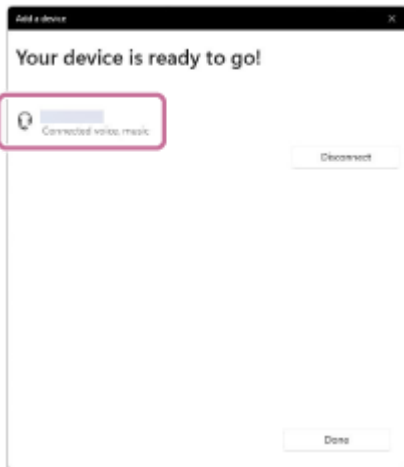 Add a device
Your device is ready to go!
Connected voice, music
Disconnect
Done